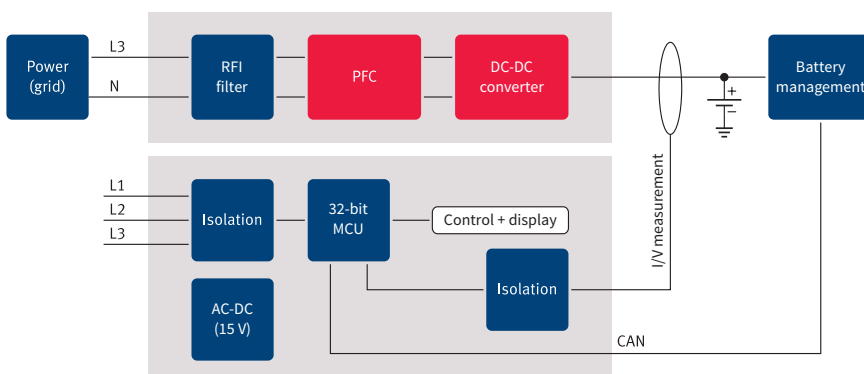 L3
N
Power
(grid)
RFI
filter
PFC
DC-DC
converter
+
−
Battery
management
L1
L2
L3
Isolation
32-bit
MCU
Control + display
I/V measurement
Isolation
AC-DC
(15 V)
CAN